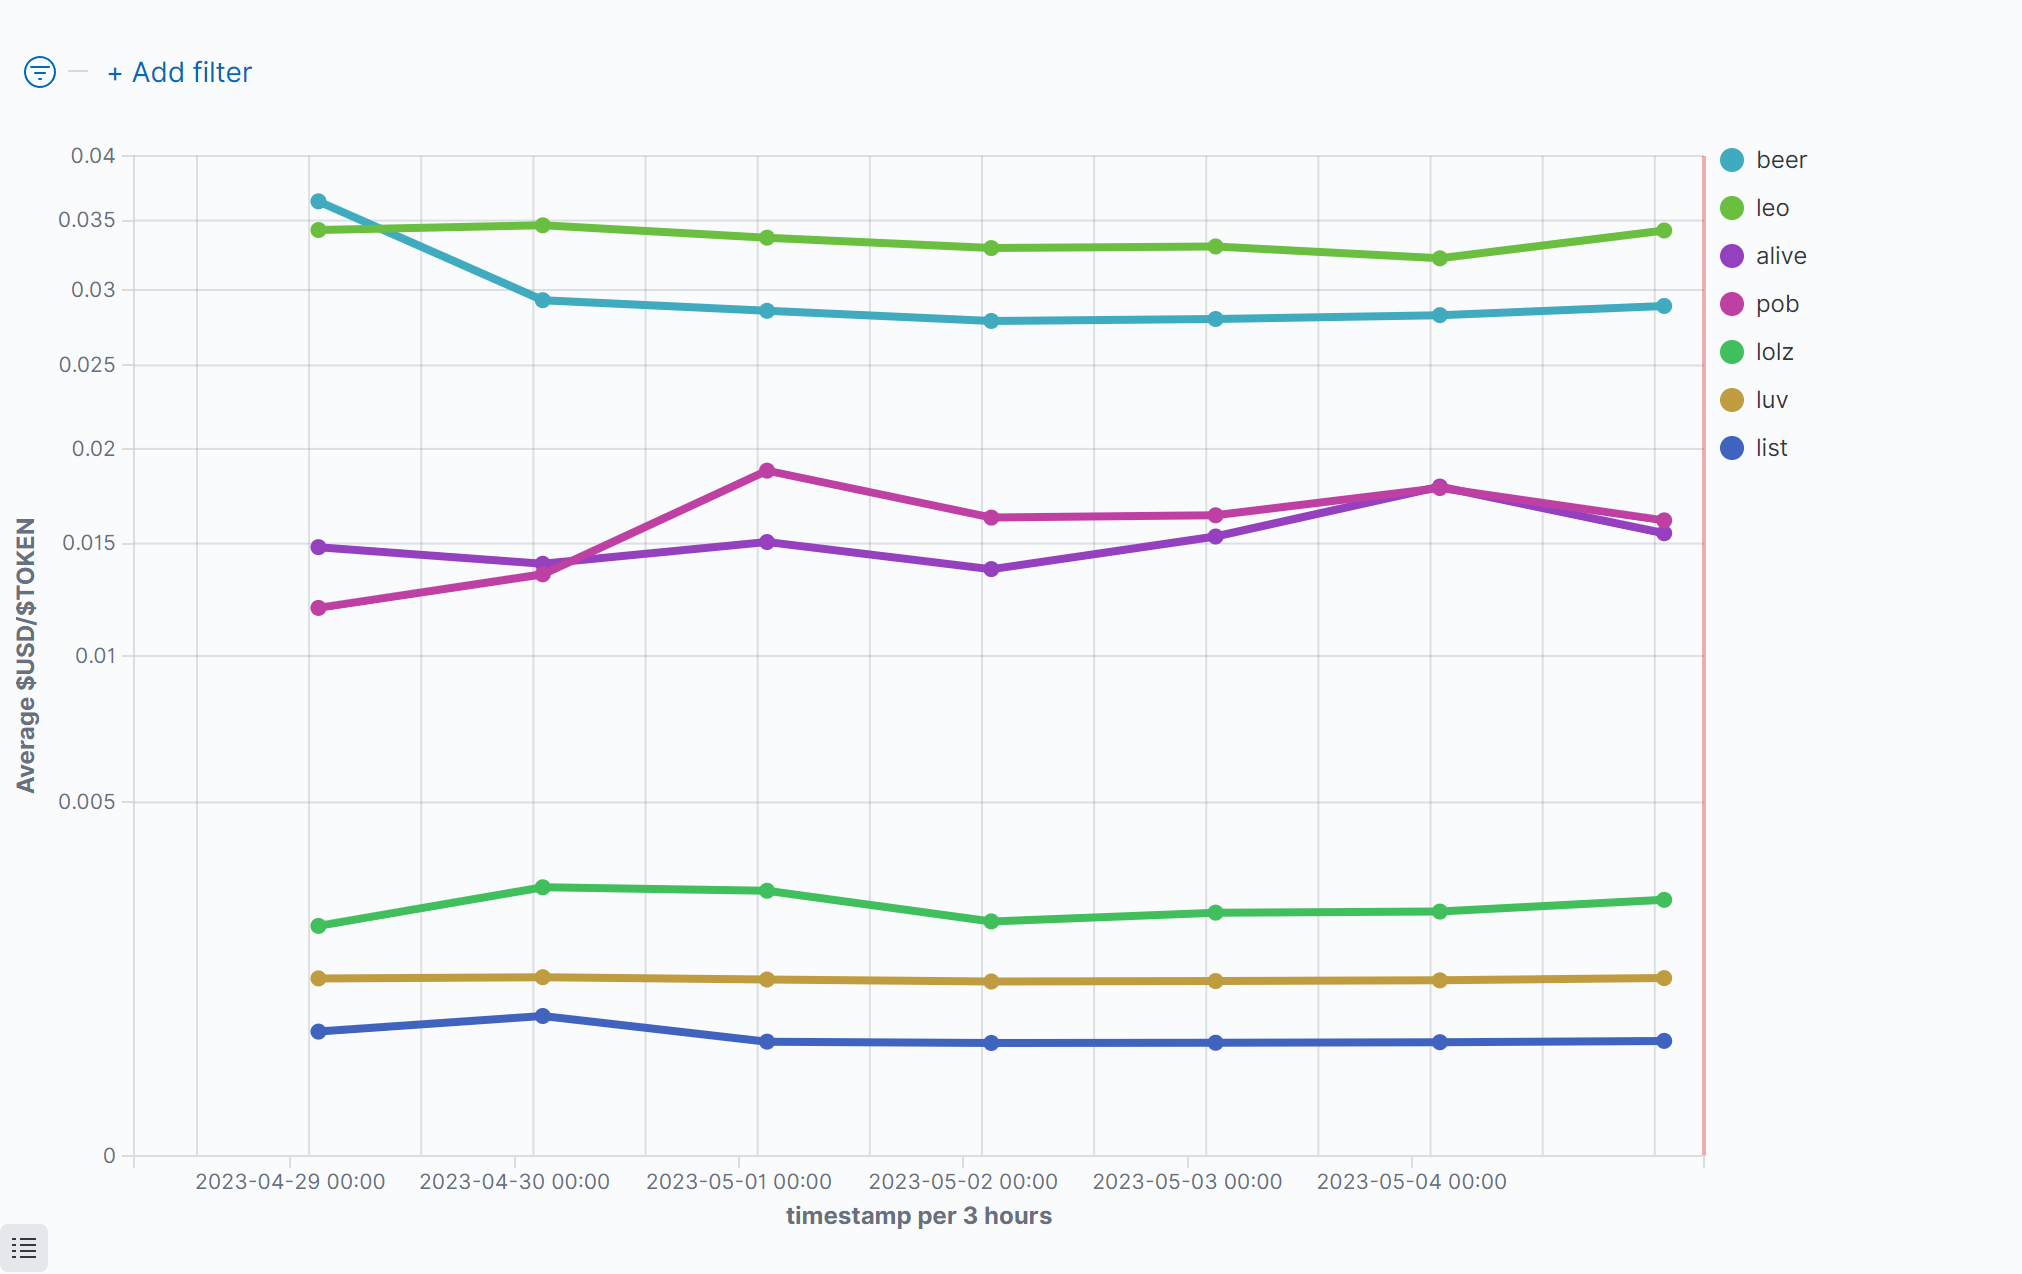 + Add filter
0.04
0.035
0.03
0.025
0.02
0.015
0.01
0.005
0
Average $USD/$TOKEN
2023-04-29 00:00
2023-04-30 00:00
2023-05-01 00:00
2023-05-02 00:00
2023-05-03 00:00
2023-05-04 00:00
timestamp per 3 hours
beer
leo
alive
pob
lolz
luv
list